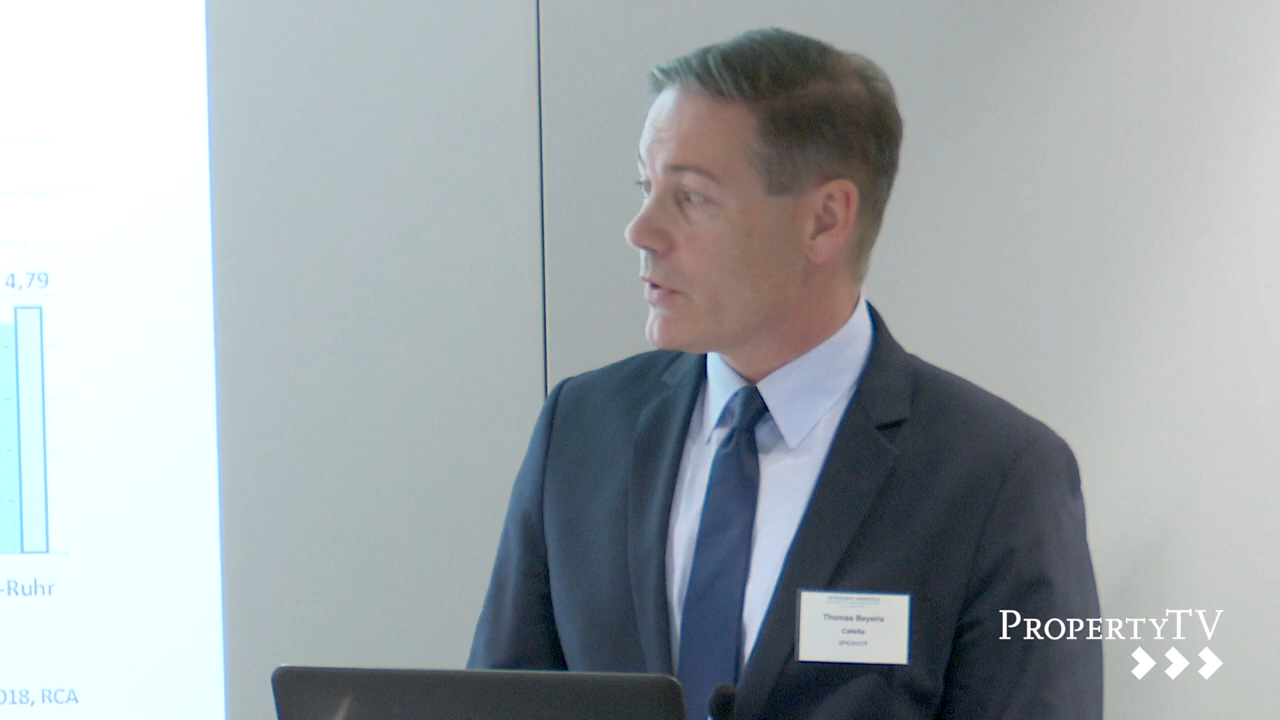 4,79
-Ruhr
018, RCA
Thomas Beyerle
Catella
SPEAKER
PROPERTYTV